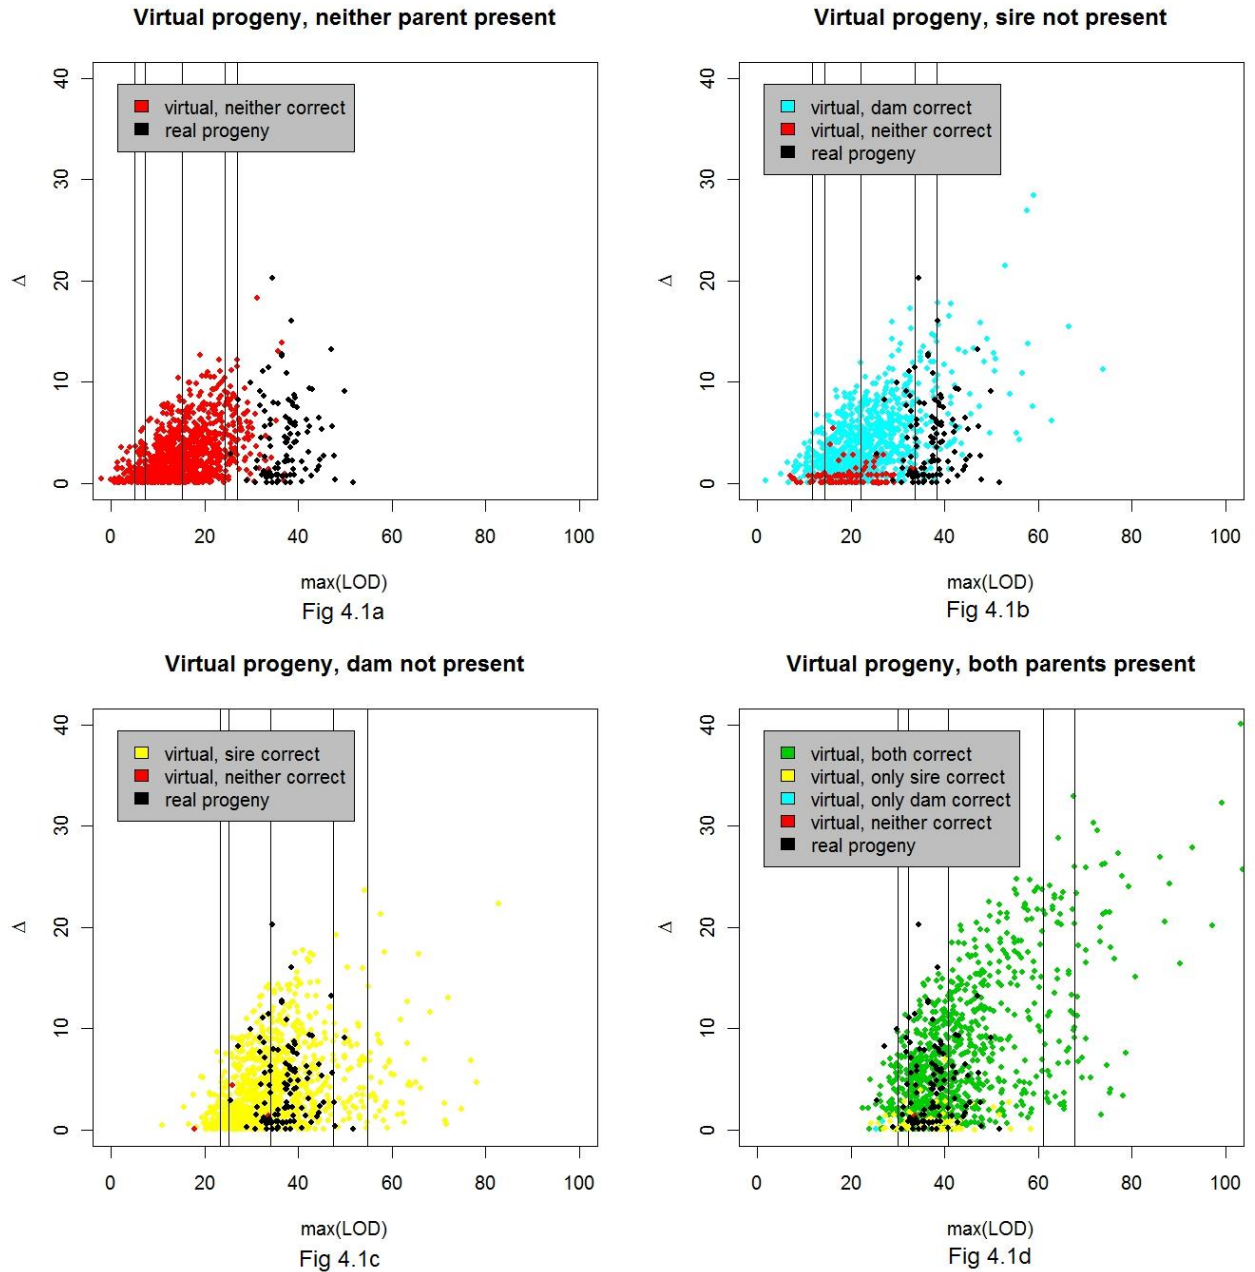 Virtual progeny, neither parent present
virtual, neither correct
real progeny
40
30
20
10
0
Δ
0 20 40 60 80 100
max(LOD)
Fig 4.1a
Virtual progeny, sire not present
virtual, dam correct
virtual, neither correct
real progeny
40
30
20
10
0
Δ
0 20 40 60 80 100
max(LOD)
Fig 4.1b
Virtual progeny, dam not present
virtual, sire correct
virtual, neither correct
real progeny
40
30
20
10
0
Δ
0 20 40 60 80 100
max(LOD)
Fig 4.1c
Virtual progeny, both parents present
virtual, both correct
virtual, only sire correct
virtual, only dam correct
virtual, neither correct
real progeny
40
30
20
10
0
Δ
0 20 40 60 80 100
max(LOD)
Fig 4.1d